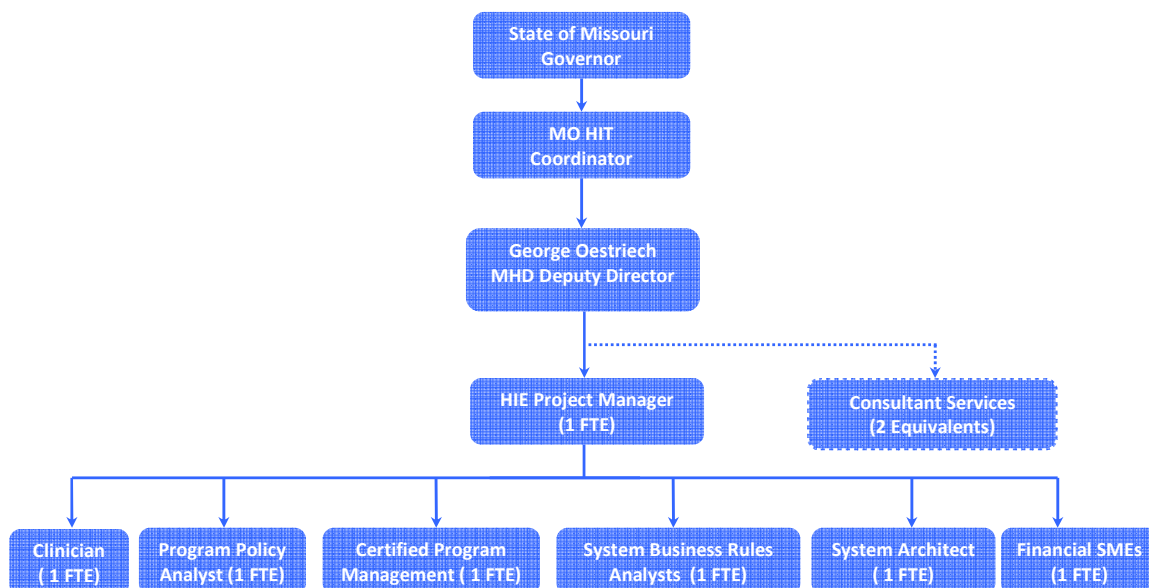 State of Missouri
Governor
MO HIT
Coordinator
George Oestriech
MHD Deputy Director
HIE Project Manager
(1 FTE)
Consultant Services
(2 Equivalents)
Clinician
( 1 FTE)
Program Policy
Analyst (1 FTE)
Certified Program
Management ( 1 FTE)
System Business Rules
Analysts (1 FTE)
System Architect
( 1 FTE)
Financial SMEs
(1 FTE)